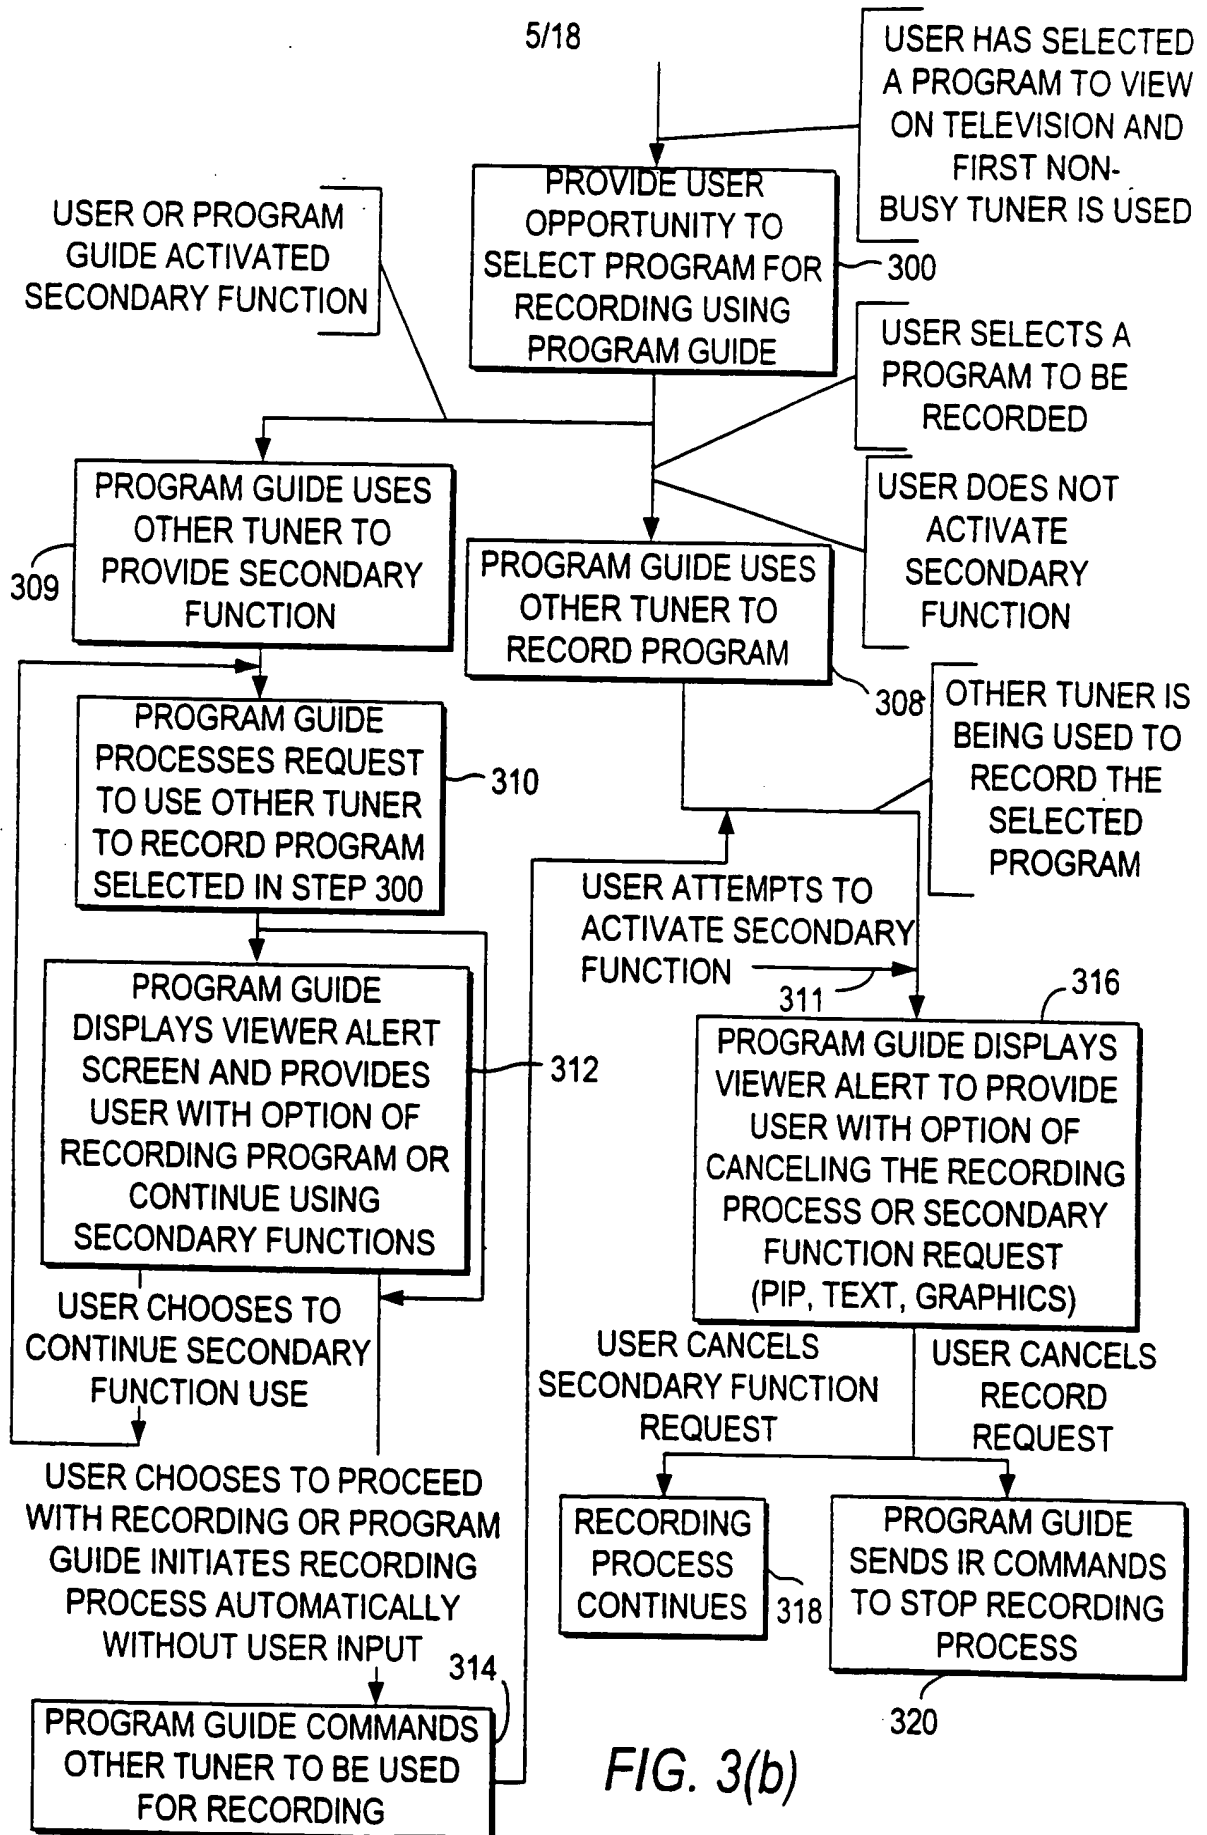 5/18
USER HAS SELECTED
A PROGRAM TO VIEW
ON TELEVISION AND
FIRST NON-
BUSY TUNER IS USED
PROVIDE USER
OPPORTUNITY TO
SELECT PROGRAM FOR
RECORDING USING
PROGRAM GUIDE
300
USER OR PROGRAM
GUIDE ACTIVATED
SECONDARY FUNCTION
USER SELECTS A
PROGRAM TO BE
RECORDED
USER DOES NOT
ACTIVATE
SECONDARY
FUNCTION
PROGRAM GUIDE USES
OTHER TUNER TO
PROVIDE SECONDARY
FUNCTION
309
PROGRAM GUIDE USES
OTHER TUNER TO
RECORD PROGRAM
308
OTHER TUNER IS
BEING USED TO
RECORD THE
SELECTED
PROGRAM
PROGRAM GUIDE
PROCESSES REQUEST
TO USE OTHER TUNER
TO RECORD PROGRAM
SELECTED IN STEP 300
310
USER ATTEMPTS TO
ACTIVATE SECONDARY
FUNCTION
311
PROGRAM GUIDE
DISPLAYS VIEWER ALERT
SCREEN AND PROVIDES
USER WITH OPTION OF
RECORDING PROGRAM OR
CONTINUE USING
SECONDARY FUNCTIONS
312
316
PROGRAM GUIDE DISPLAYS
VIEWER ALERT TO PROVIDE
USER WITH OPTION OF
CANCELING THE RECORDING
PROCESS OR SECONDARY
FUNCTION REQUEST
(PIP, TEXT, GRAPHICS)
USER CHOOSES TO
CONTINUE SECONDARY
FUNCTION USE
USER CANCELS
SECONDARY FUNCTION
REQUEST
USER CANCELS
RECORD
REQUEST
USER CHOOSES TO PROCEED
WITH RECORDING OR PROGRAM
GUIDE INITIATES RECORDING
PROCESS AUTOMATICALLY
WITHOUT USER INPUT
RECORDING
PROCESS
CONTINUES
318
PROGRAM GUIDE
SENDS IR COMMANDS
TO STOP RECORDING
PROCESS
320
314
PROGRAM GUIDE COMMANDS
OTHER TUNER TO BE USED
FOR RECORDING
FIG. 3(b)